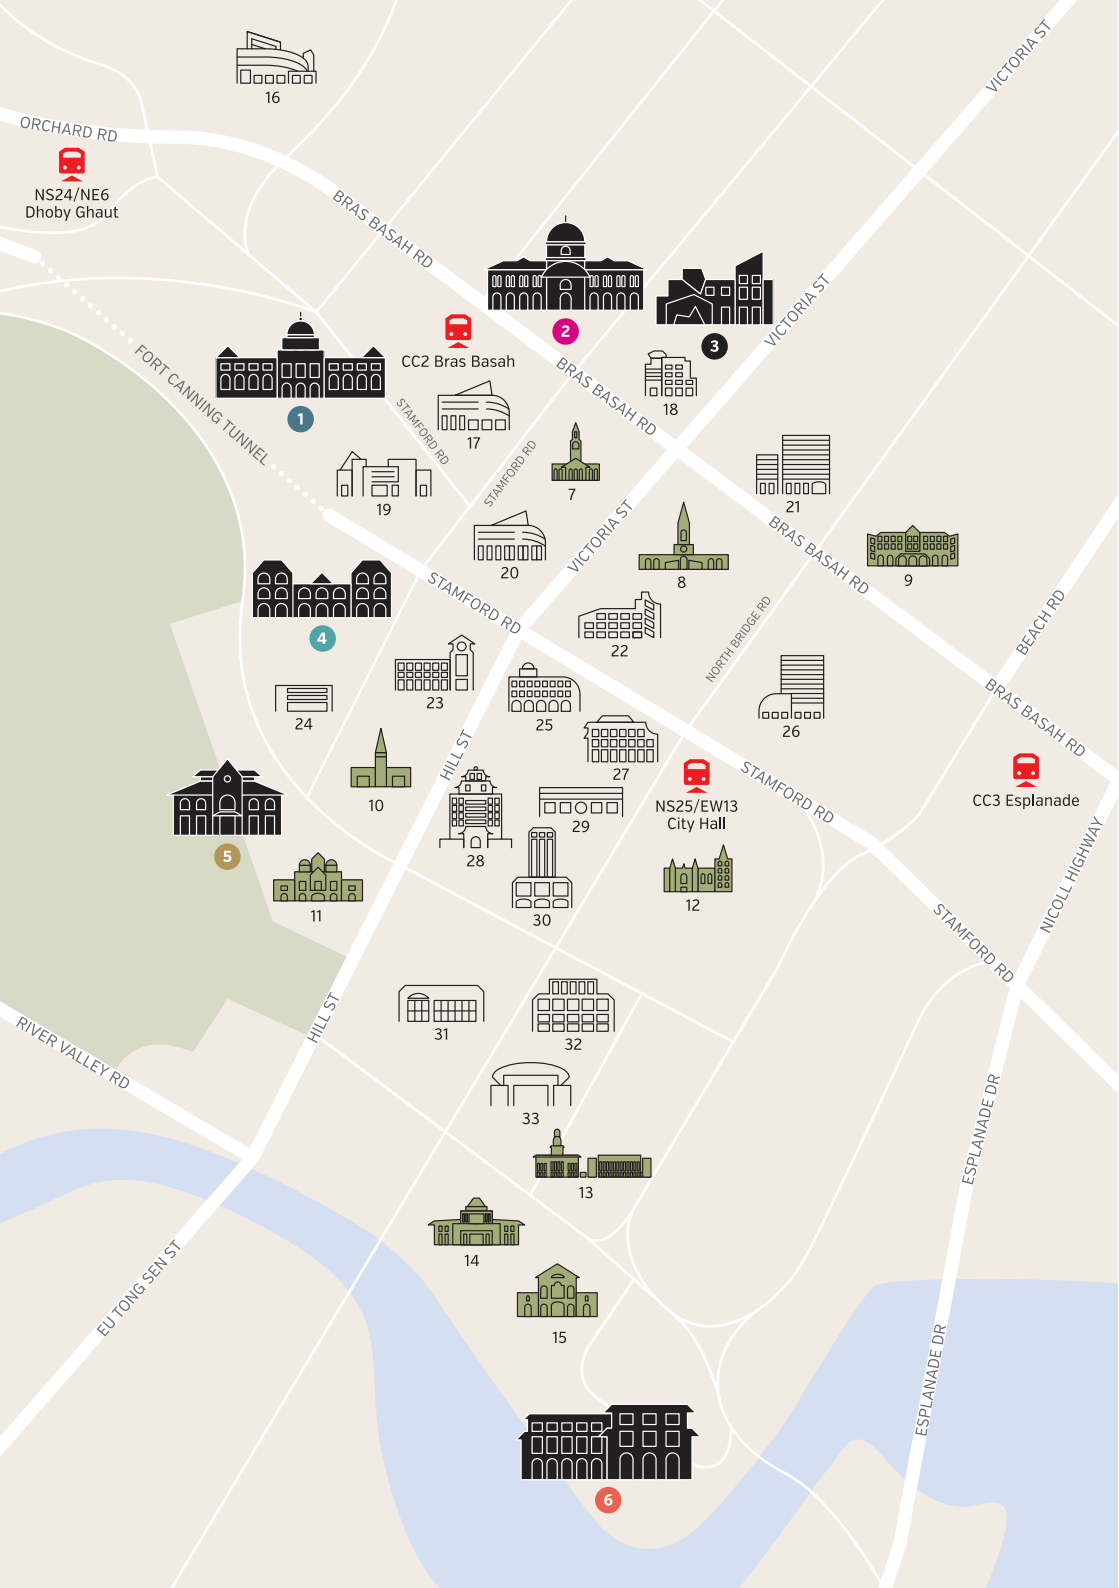 16
VICTORIA ST
ORCHARD RD
NS24/NE6
Dhoby Ghaut
BRAS BASAH RD
2
3
VICTORIA ST
CC2 Bras Basah
1
FORT CANNING TUNNEL
STAMFORD RD
BRAS BASAH RD
18
17
STAMFORD RD
7
19
21
VICTORIA ST
BRAS BASAH RD
20
8
9
STAMFORD RD
4
22
NORTH BRIDGE RD
BEACH RD
23
24
25
26
BRAS BASAH RD
HILL ST
27
10
STAMFORD RD
NS25/EW13
City Hall
CC3 Esplanade
29
5
28
NICOLL HIGHWAY
11
30
12
STAMFORD RD
HILL ST
31
32
RIVER VALLEY RD
33
ESPLANADE DR
13
14
EU TONG SEN ST
15
ESPLANADE DR
6